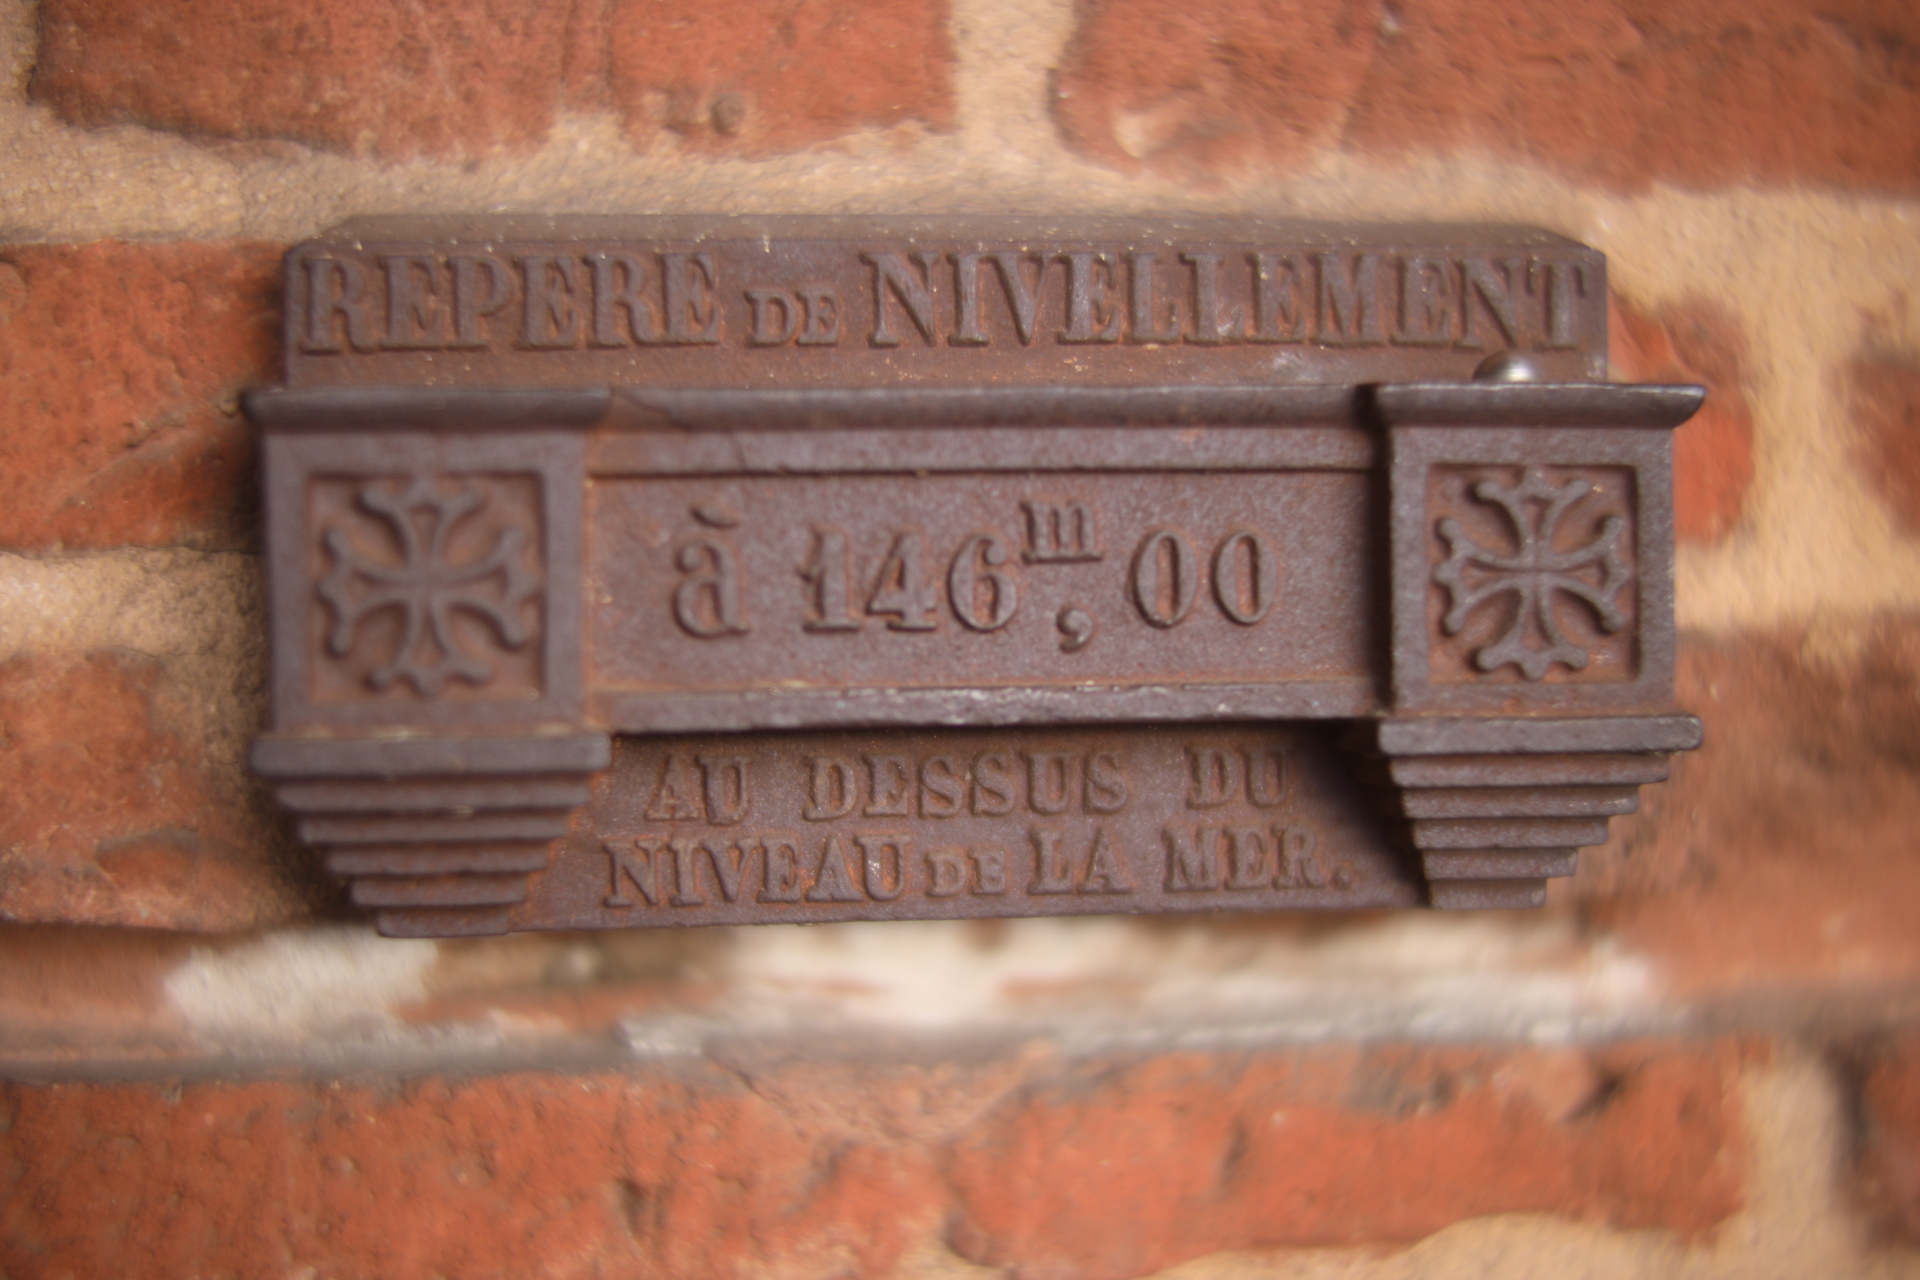 REPERE DE NIVELLEMENT
à 146ᵐ,00
AU DESSUS DU
NIVEAU DE LA MER.